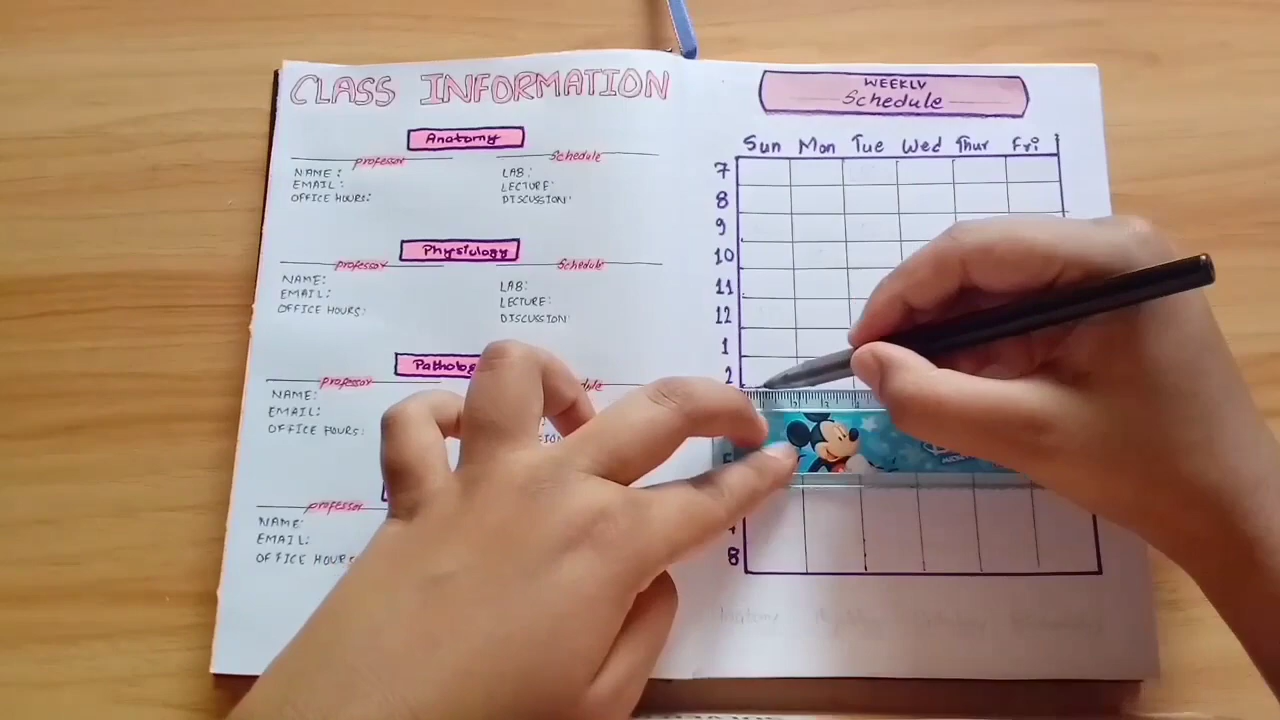 CLASS INFORMATION
Anatomy
professor
Schedule
NAME:
EMAIL:
OFFICE HOURS:
LAB:
LECTURE:
DISCUSSION:
Physiology
professor
Schedule
NAME:
EMAIL:
OFFICE HOURS:
LAB:
LECTURE:
DISCUSSION:
professor
NAME:
EMAIL:
OFFICE HOURS:
professor
NAME:
EMAIL:
OFFICE HOURS
WEEKLY
Schedule
Sun Mon Tue Wed Thur Fri
7
8
9
10
11
12
1
2
8